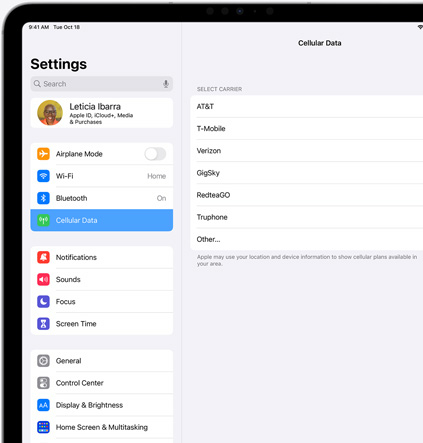 9:41 AM Tue Oct 18
Settings
Search
Leticia Ibarra
Apple ID, iCloud+, Media
& Purchases
Airplane Mode
Wi-Fi Home
Bluetooth On
Cellular Data
Notifications
Sounds
Focus
Screen Time
General
Control Center
AA Display & Brightness
Home Screen & Multitasking
Cellular Data
SELECT CARRIER
AT&T
T-Mobile
Verizon
GigSky
RedteaGO
Truphone
Other...
Apple may use your location and device information to show cellular plans available in
your area.